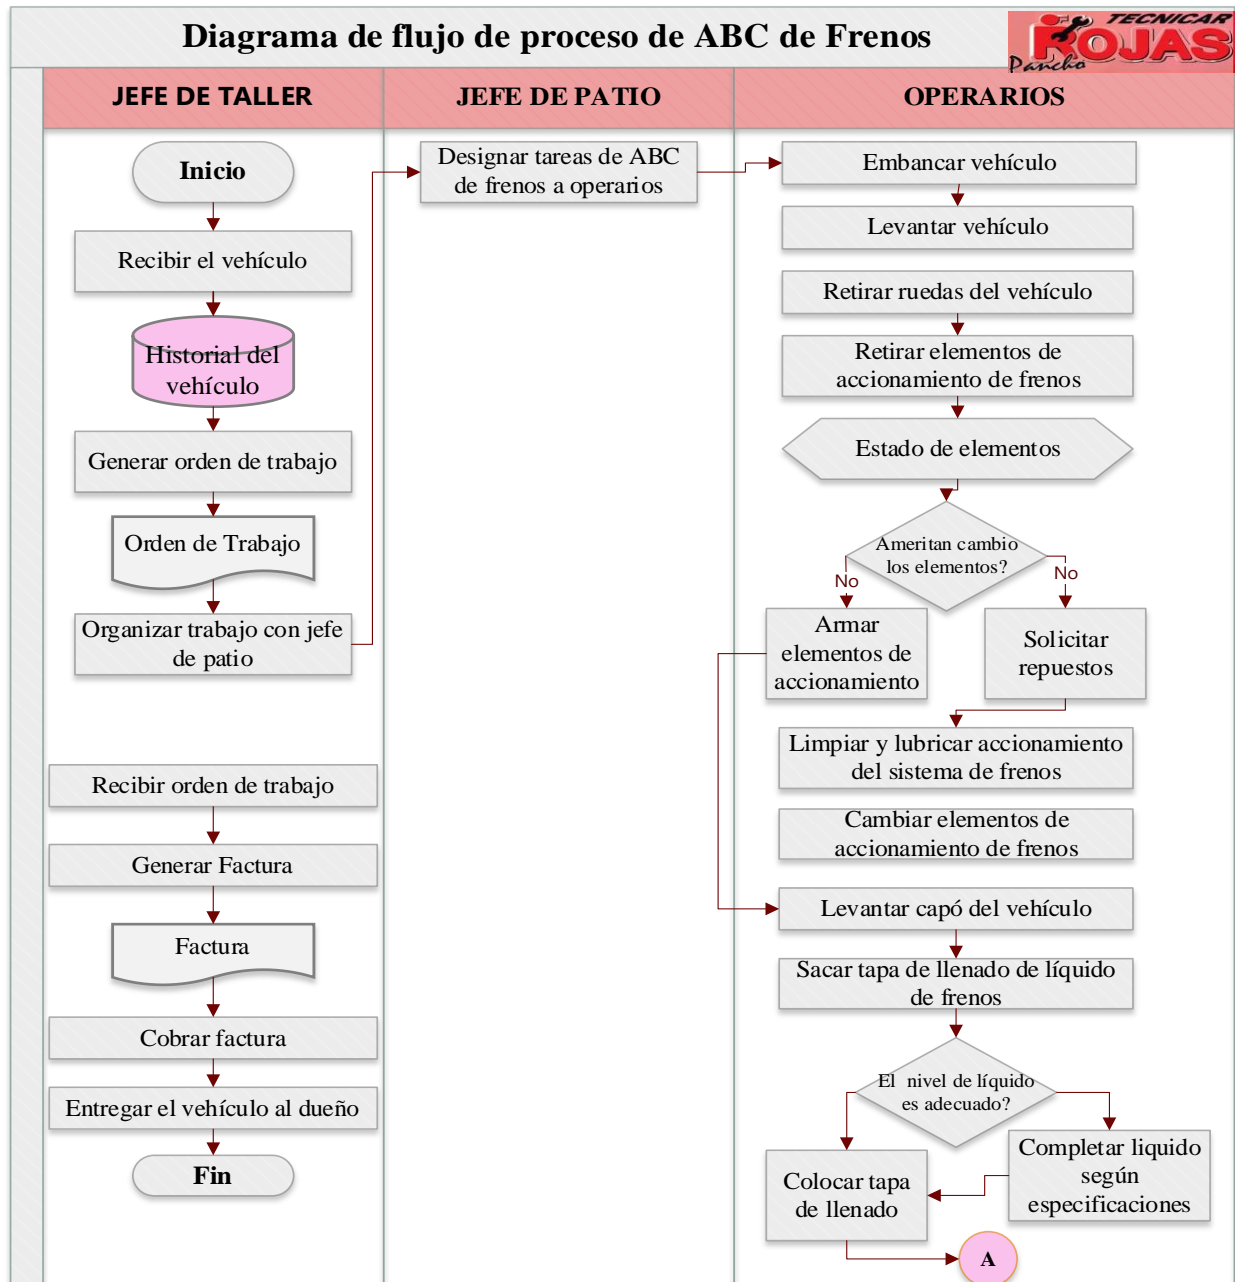 Diagrama de flujo de proceso de ABC de Frenos
TECNICAR
ROJAS
Pancho
JEFE DE TALLER
JEFE DE PATIO
OPERARIOS
Inicio
Recibir el vehículo
Historial del
vehículo
Generar orden de trabajo
Orden de Trabajo
Organizar trabajo con jefe
de patio
Recibir orden de trabajo
Generar Factura
Factura
Cobrar factura
Entregar el vehículo al dueño
Fin
Designar tareas de ABC
de frenos a operarios
Embancar vehículo
Levantar vehículo
Retirar ruedas del vehículo
Retirar elementos de
accionamiento de frenos
Estado de elementos
Ameritan cambio
los elementos?
No
No
Armar
elementos de
accionamiento
Solicitar
repuestos
Limpiar y lubricar accionamiento
del sistema de frenos
Cambiar elementos de
accionamiento de frenos
Levantar capó del vehículo
Sacar tapa de llenado de líquido
de frenos
El nivel de líquido
es adecuado?
Completar liquido
según
especificaciones
Colocar tapa
de llenado
A